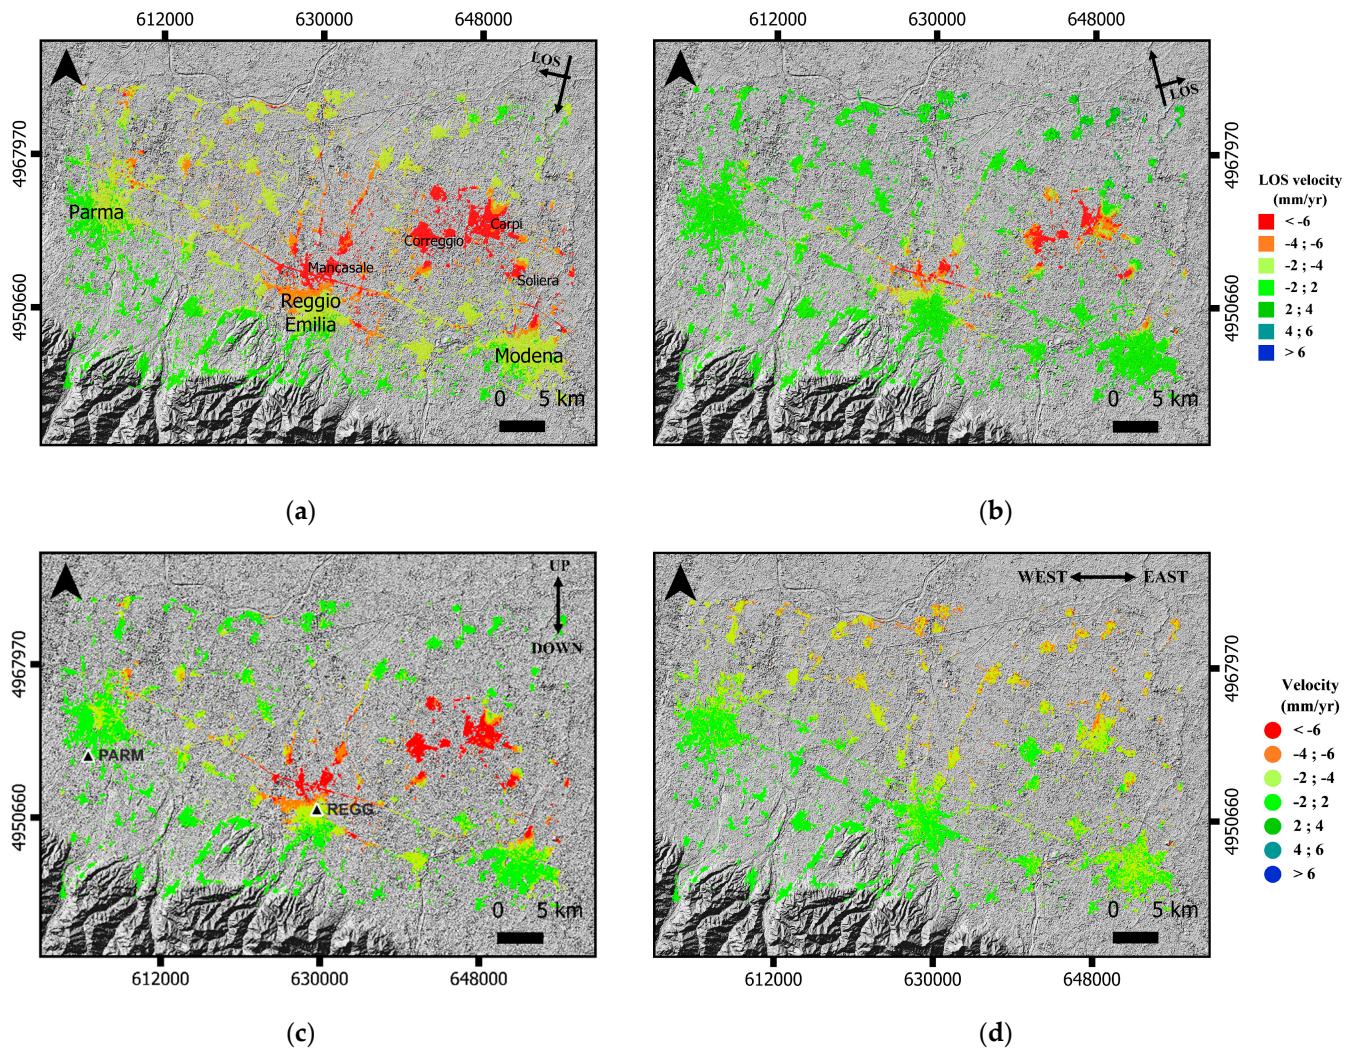 612000 630000 648000
612000 630000 648000
LOS
LOS
4967970
4950660
4967970
4950660
Parma
Carpi
Correggio
Mancasale
Soliera
Reggio
Emilia
Modena
0 5 km
0 5 km
LOS velocity
(mm/yr)
< -6
-4 ; -6
-2 ; -4
-2 ; 2
2 ; 4
4 ; 6
> 6
(a)
(b)
UP
DOWN
WEST EAST
4967970
4950660
4967970
4950660
PARM
REGG
0 5 km
0 5 km
Velocity
(mm/yr)
< -6
-4 ; -6
-2 ; -4
-2 ; 2
2 ; 4
4 ; 6
> 6
612000 630000 648000
612000 630000 648000
(c)
(d)